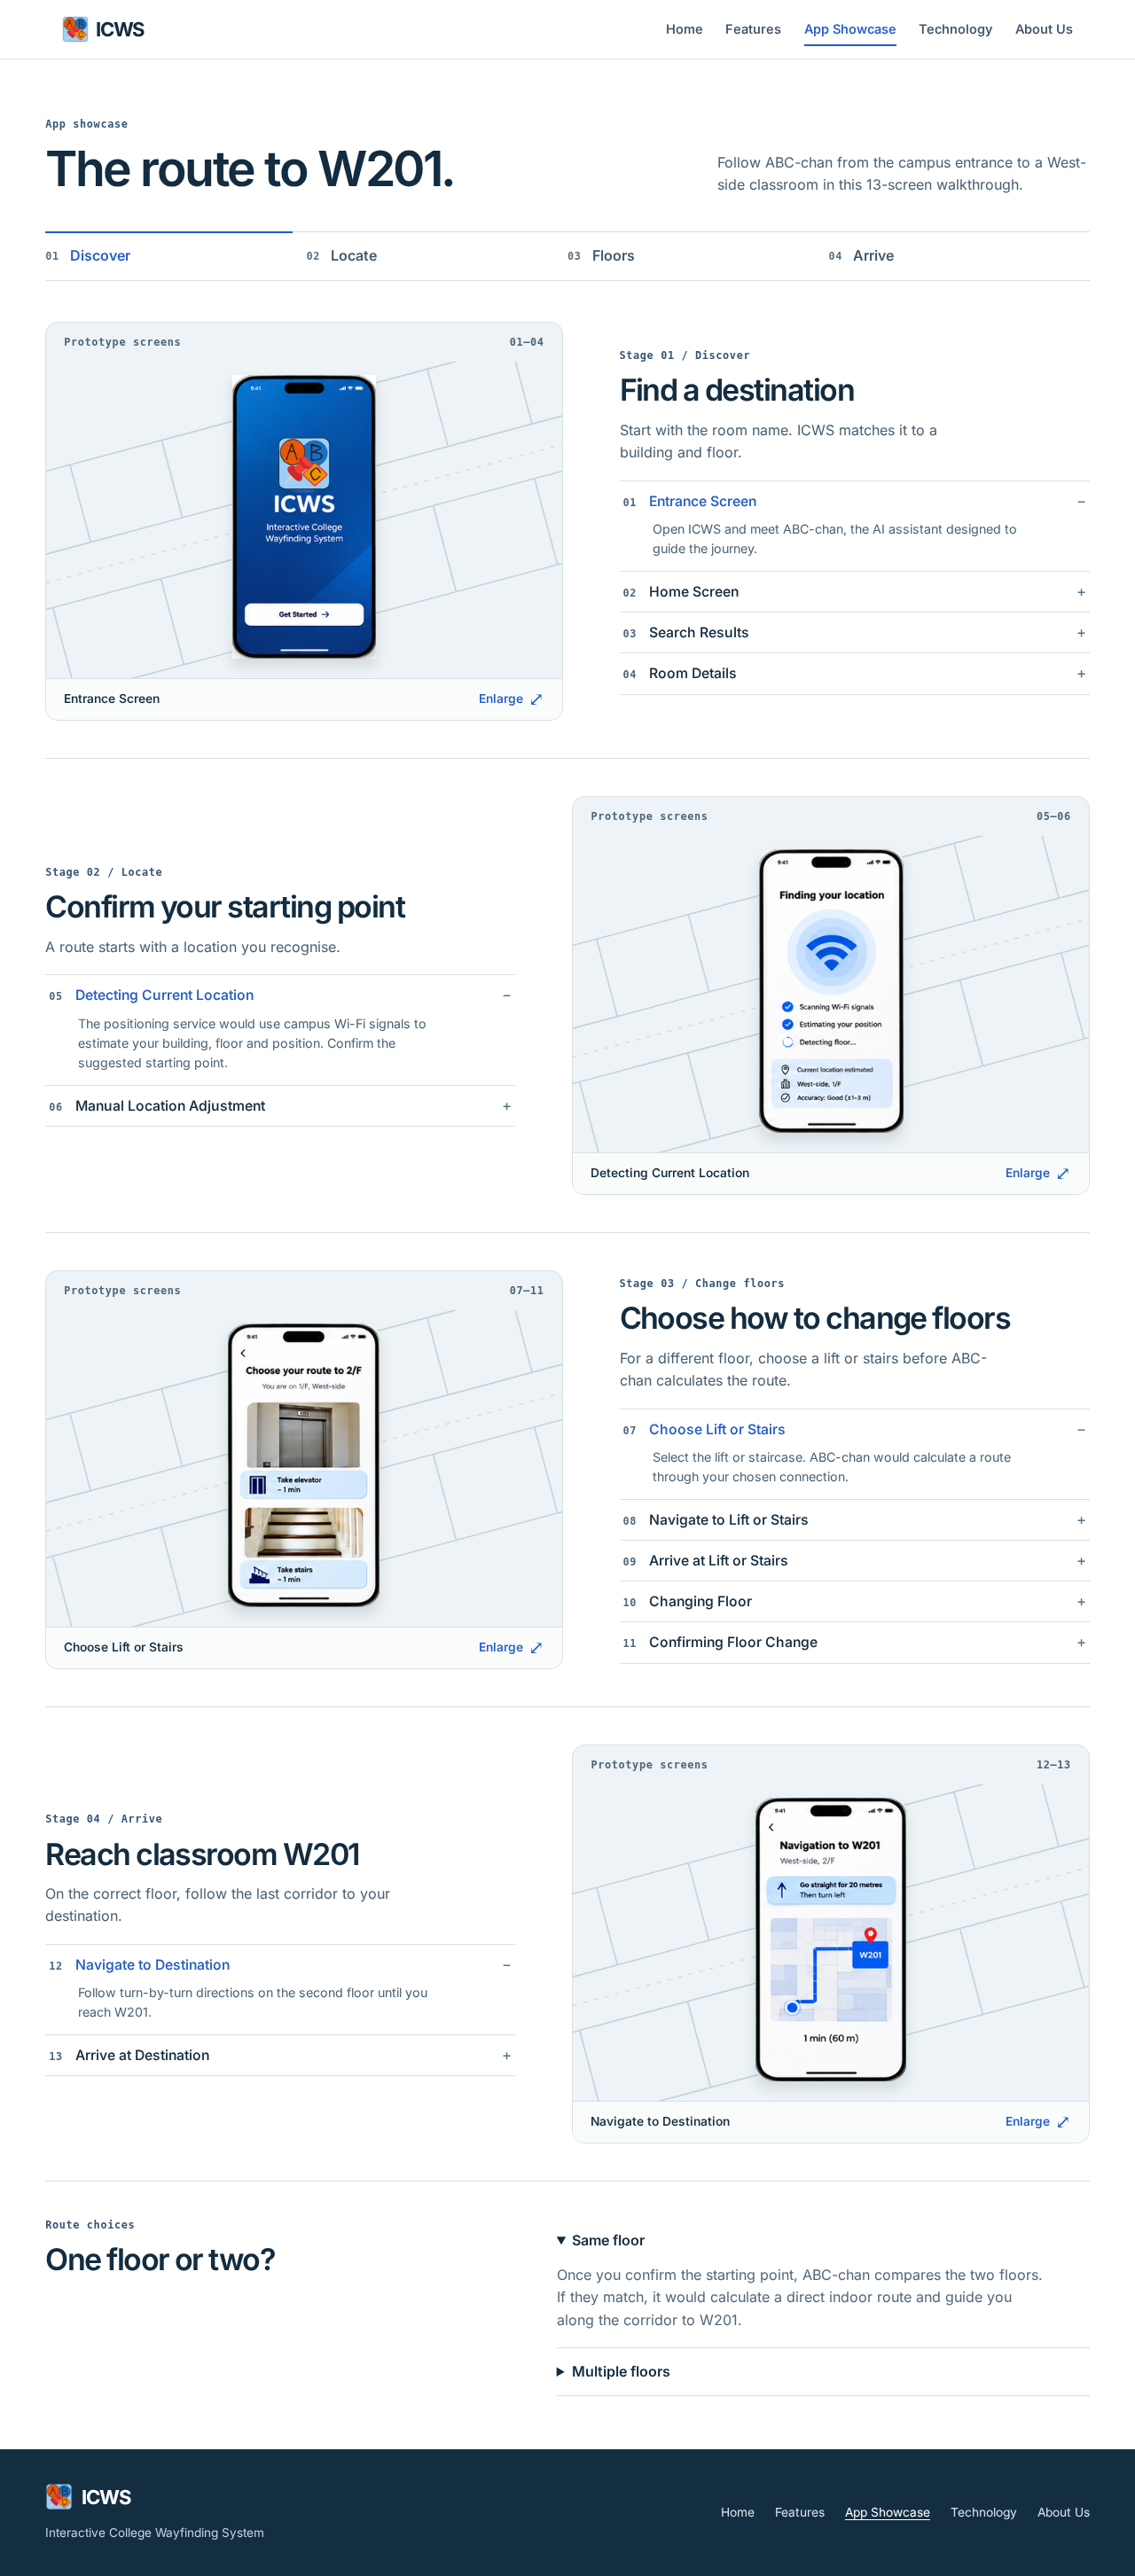 ICWS
Home Features App Showcase Technology About Us
App showcase
The route to W201.
Follow ABC-chan from the campus entrance to a West-
side classroom in this 13-screen walkthrough.
01 Discover
02 Locate
03 Floors
04 Arrive
Prototype screens 01–04
9:41
A B C
ICWS
Interactive College
Wayfinding System
Get Started →
Entrance Screen Enlarge
Stage 01 / Discover
Find a destination
Start with the room name. ICWS matches it to a
building and floor.
01 Entrance Screen −
Open ICWS and meet ABC-chan, the AI assistant designed to
guide the journey.
02 Home Screen +
03 Search Results +
04 Room Details +
Stage 02 / Locate
Confirm your starting point
A route starts with a location you recognise.
05 Detecting Current Location −
The positioning service would use campus Wi-Fi signals to
estimate your building, floor and position. Confirm the
suggested starting point.
06 Manual Location Adjustment +
Prototype screens 05–06
9:41
Finding your location
Scanning Wi-Fi signals
Estimating your position
Detecting floor...
Current location estimated
West-side, 1/F
Accuracy: Good (±1-3 m)
Detecting Current Location Enlarge
Prototype screens 07–11
9:41
Choose your route to 2/F
You are on 1/F, West-side
Take elevator
~ 1 min
Take stairs
~ 1 min
Choose Lift or Stairs Enlarge
Stage 03 / Change floors
Choose how to change floors
For a different floor, choose a lift or stairs before ABC-
chan calculates the route.
07 Choose Lift or Stairs −
Select the lift or staircase. ABC-chan would calculate a route
through your chosen connection.
08 Navigate to Lift or Stairs +
09 Arrive at Lift or Stairs +
10 Changing Floor +
11 Confirming Floor Change +
Stage 04 / Arrive
Reach classroom W201
On the correct floor, follow the last corridor to your
destination.
12 Navigate to Destination −
Follow turn-by-turn directions on the second floor until you
reach W201.
13 Arrive at Destination +
Prototype screens 12–13
9:41
Navigation to W201
West-side, 2/F
Go straight for 20 metres
Then turn left
W201
1 min (60 m)
Navigate to Destination Enlarge
Route choices
One floor or two?
Same floor
Once you confirm the starting point, ABC-chan compares the two floors.
If they match, it would calculate a direct indoor route and guide you
along the corridor to W201.
Multiple floors
ICWS
Interactive College Wayfinding System
Home Features App Showcase Technology About Us